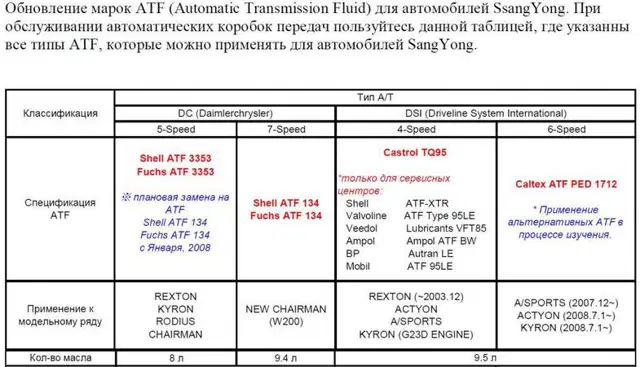 Обновление марок ATF (Automatic Transmission Fluid) для автомобилей SsangYong. При
обслуживании автоматических коробок передач пользуйтесь данной таблицей, где указанны
все типы ATF, которые можно применять для автомобилей SangYong.
Классификация
Тип A/T
DC (Daimlerchrysler)
DSI (Driveline System International)
5-Speed
7-Speed
4-Speed
6-Speed
Спецификация
ATF
Shell ATF 3353
Fuchs ATF 3353
※ плановая замена на
ATF
Shell ATF 134
Fuchs ATF 134
с Января, 2008
Shell ATF 134
Fuchs ATF 134
Castrol TQ95
*только для сервисных
центров:
Shell ATF-XTR
Valvoline ATF Type 95LE
Veedol Lubricants VFT85
Ampol Ampol ATF BW
BP Autran LE
Mobil ATF 95LE
Caltex ATF PED 1712
* Применение
альтернативных ATF в
процессе изучения.
Применение к
модельному ряду
REXTON
KYRON
RODIUS
CHAIRMAN
NEW CHAIRMAN
(W200)
REXTON (~2003.12)
ACTYON
A/SPORTS
KYRON (G23D ENGINE)
A/SPORTS (2007.12~)
ACTYON (2008.7.1~)
KYRON (2008.7.1~)
Кол-во масла
8 л
9.4 л
9.5 л